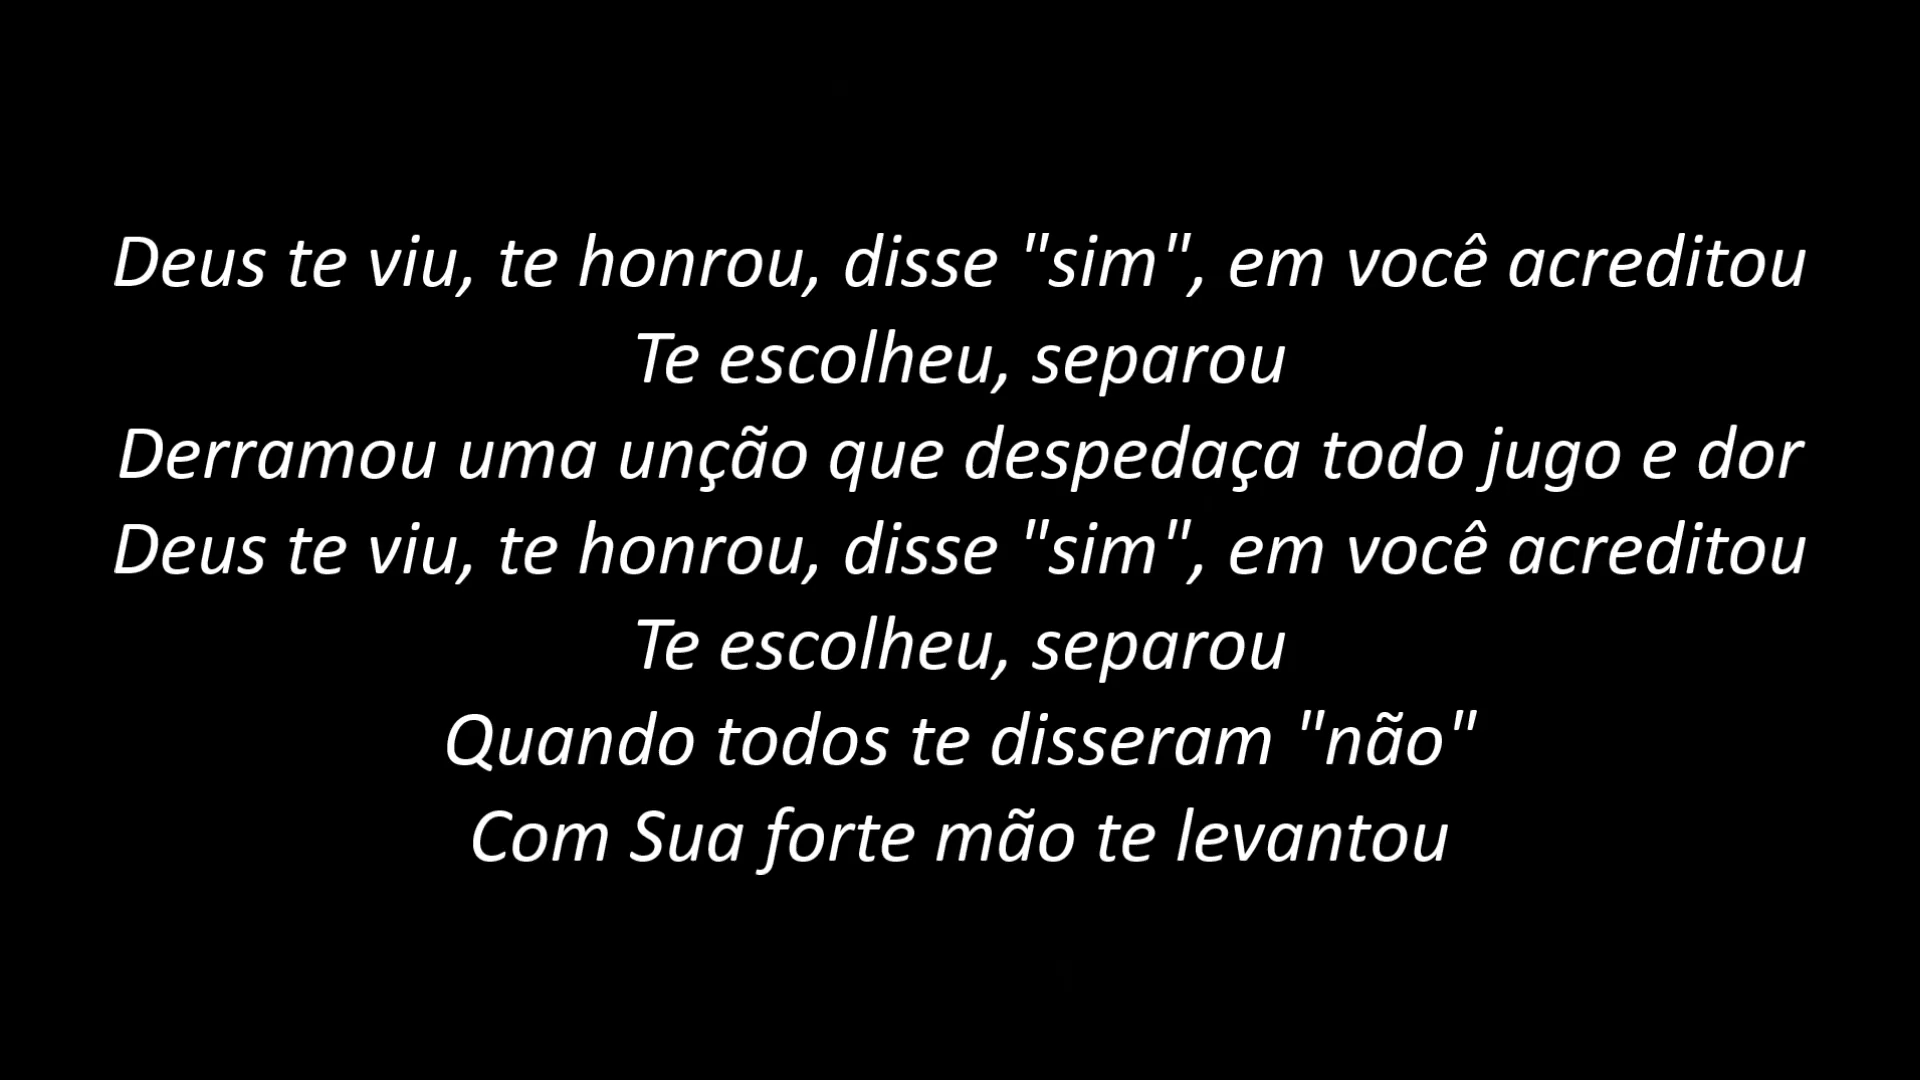 Deus te viu, te honrou, disse "sim", em você acreditou
Te escolheu, separou
Derramou uma unção que despedaça todo jugo e dor
Deus te viu, te honrou, disse "sim", em você acreditou
Te escolheu, separou
Quando todos te disseram "não"
Com Sua forte mão te levantou